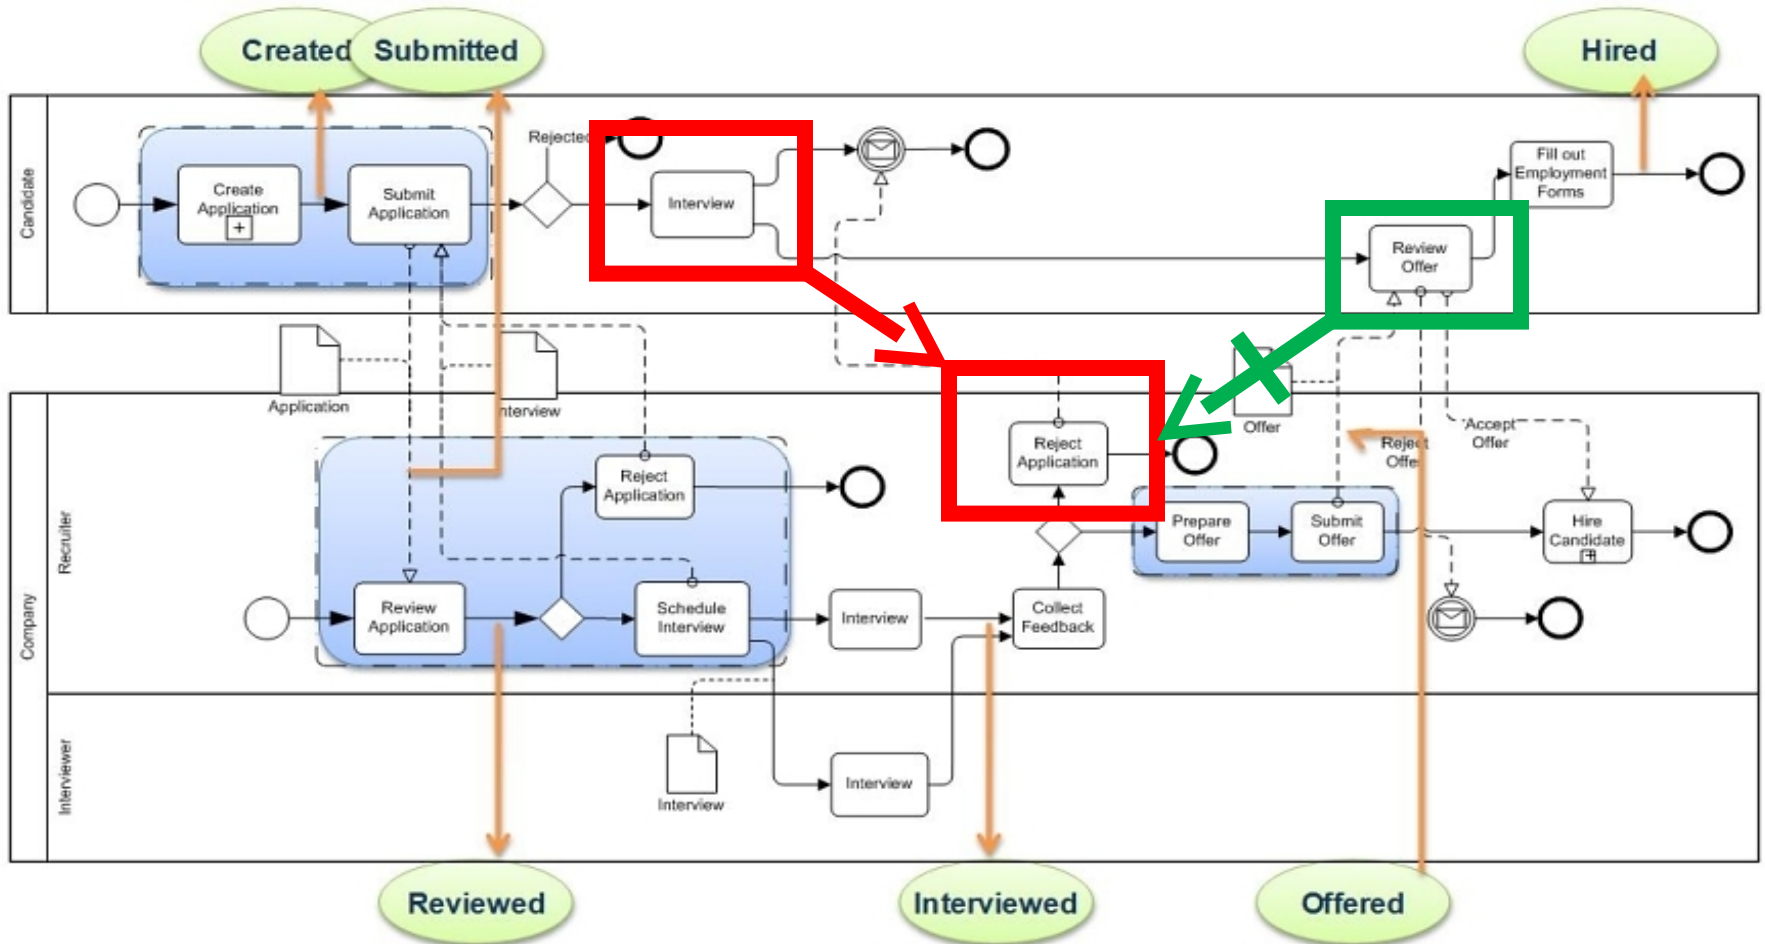 Created
Submitted
Hired
Candidate
Create
Application
+
Submit
Application
Rejected
Interview
Review
Offer
Fill out
Employment
Forms
Application
nterview
Offer
Company
Recruiter
Reject
Application
Review
Application
Schedule
Interview
Interview
Collect
Feedback
Reject
Application
Prepare
Offer
Submit
Offer
Reject
Offer
Accept
Offer
Hire
Candidate
+
Interviewer
Interview
Interview
Reviewed
Interviewed
Offered